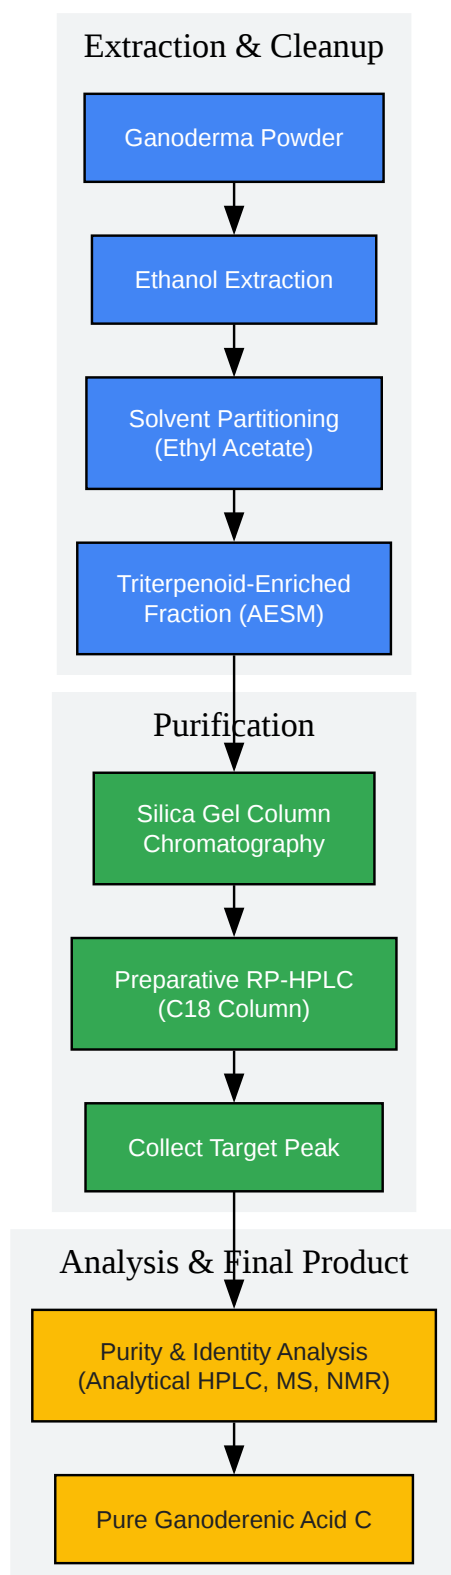 Extraction & Cleanup
Ganoderma Powder
Ethanol Extraction
Solvent Partitioning
(Ethyl Acetate)
Triterpenoid-Enriched
Fraction (AESM)
Purification
Silica Gel Column
Chromatography
Preparative RP-HPLC
(C18 Column)
Collect Target Peak
Analysis & Final Product
Purity & Identity Analysis
(Analytical HPLC, MS, NMR)
Pure Ganoderenic Acid C